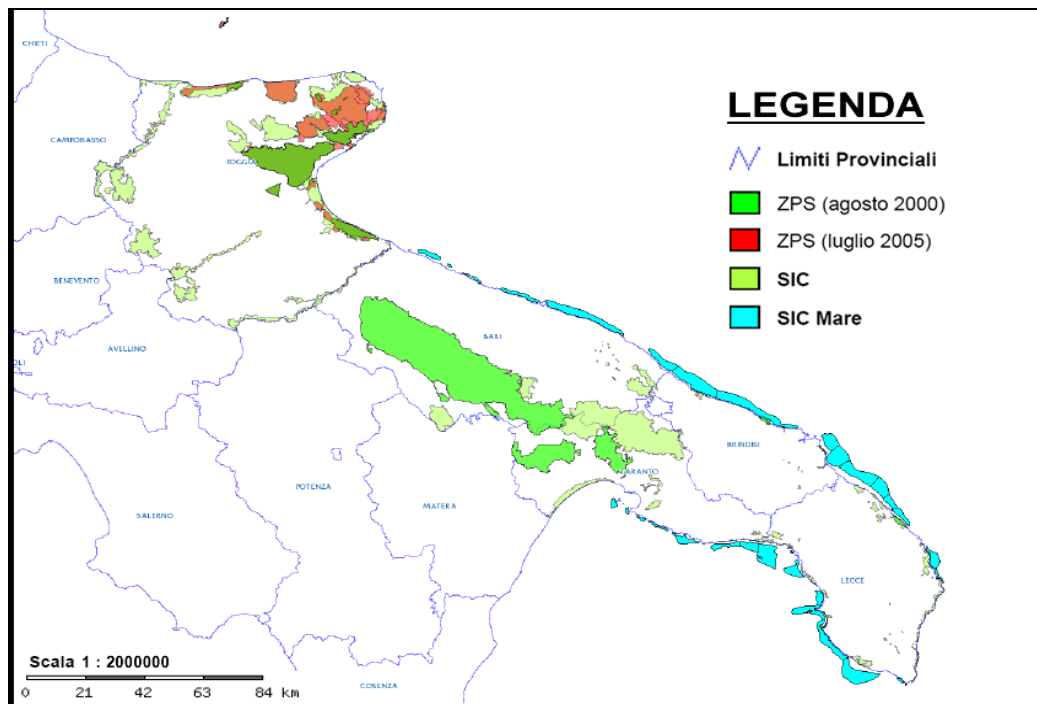 CHIETI
CAMPOBASSO
FOGGIA
BENEVENTO
AVELLINO
OLI
BARI
BRINDISI
TARANTO
POTENZA
MATERA
SALERNO
LECCE
COSENZA
LEGENDA
Limiti Provinciali
ZPS (agosto 2000)
ZPS (luglio 2005)
SIC
SIC Mare
Scala 1 : 2000000
0 21 42 63 84 km